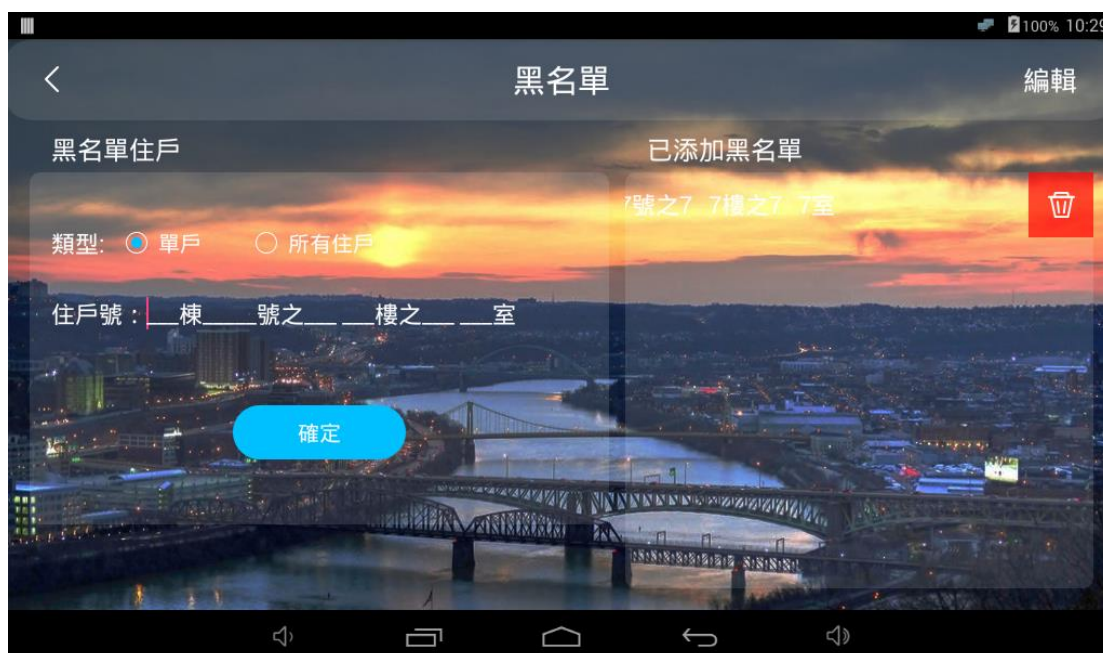 100% 10:29
黑名單
編輯
黑名單住戶
類型: 單戶 所有住戶
住戶號：___棟_____號之___ ___樓之___ ___室
確定
已添加黑名單
7號之7 7樓之7 7室